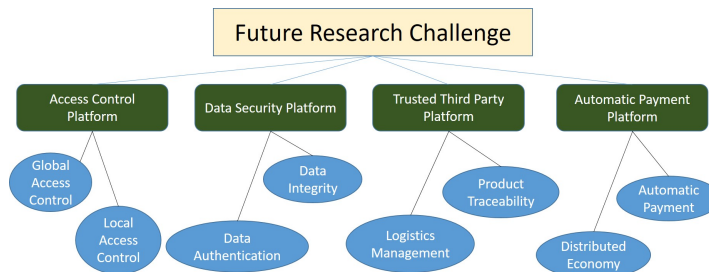 Future Research Challenge
Access Control
Platform
Data Security Platform
Trusted Third Party
Platform
Automatic Payment
Platform
Global
Access
Control
Local
Access
Control
Data
Integrity
Data
Authentication
Product
Traceability
Logistics
Management
Automatic
Payment
Distributed
Economy